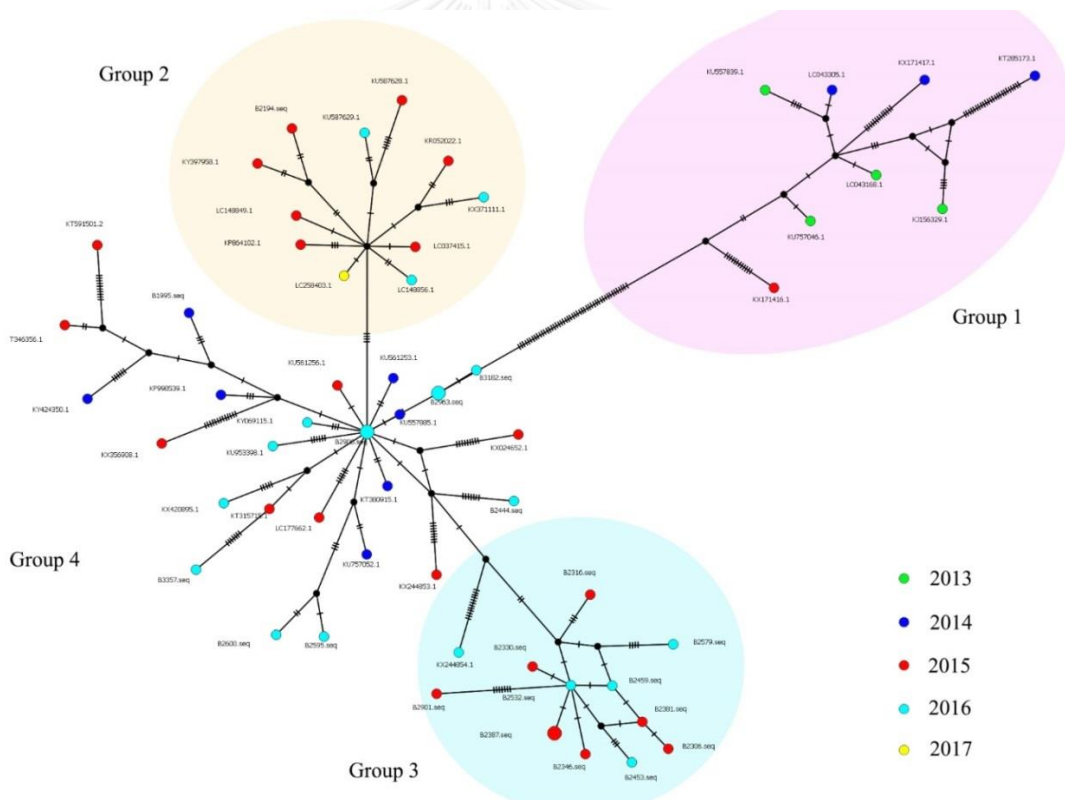 Group 2
KU587628.1
B2194.seq
KU587629.1
KR052022.1
KY397958.1
KX371111.1
LC148849.1
KP864102.1
LC037415.1
LC258403.1
LC148856.1
KU557839.1
LC043305.1
KX171417.1
KT285173.1
LC043168.1
KJ156329.1
KU757046.1
KX171416.1
Group 1
KT591501.2
B1995.seq
T346356.1
KP998539.1
KY424350.1
KU561256.1
KU561253.1
B3182.seq
B2963.seq
KU557885.1
KY069115.1
KU953398.1
KX356908.1
KX024652.1
KX420895.1
KT315715.1
LC177662.1
KT380915.1
B2444.seq
Group 4
B3357.seq
KU757052.1
KX244853.1
B2600.seq
B2595.seq
KX244854.1
B2316.seq
B2330.seq
B2579.seq
B2459.seq
B2901.seq
B2532.seq
B2381.seq
B2387.seq
B2346.seq
B2453.seq
Group 3
2013
2014
2015
2016
2017